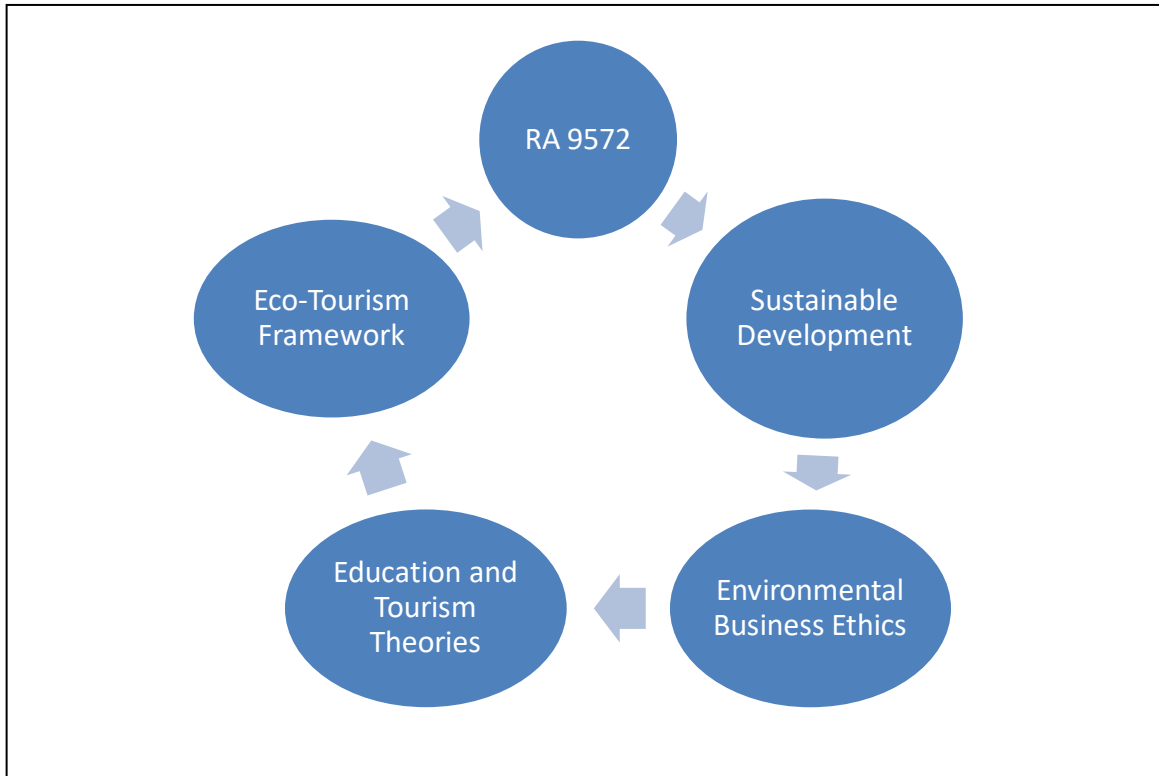 RA 9572
Sustainable
Development
Environmental
Business Ethics
Education and
Tourism
Theories
Eco-Tourism
Framework